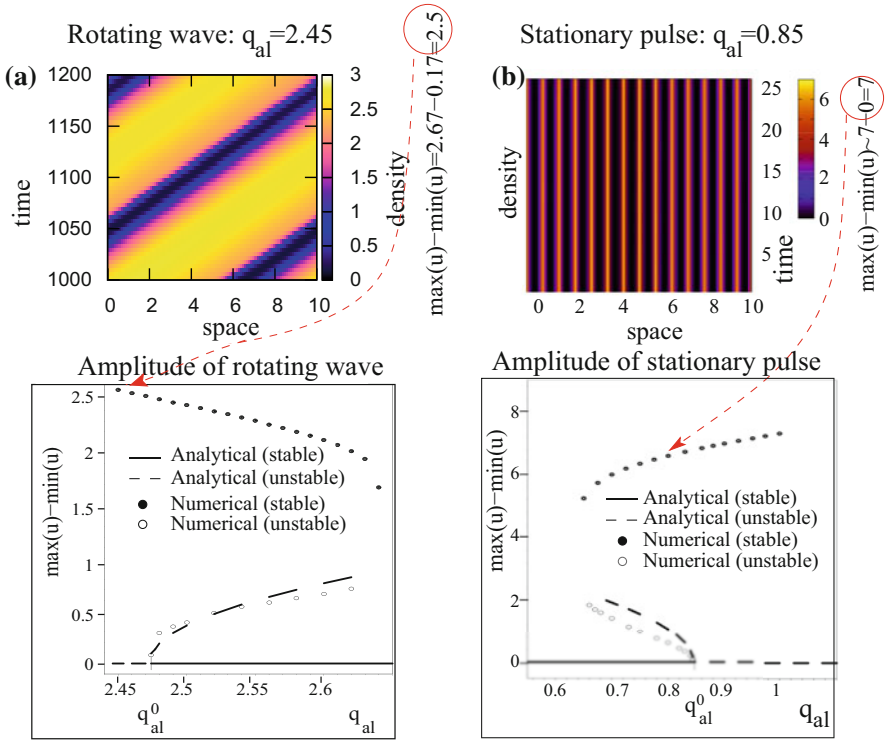 Rotating wave: q_al=2.45
(a)
1200
1150
1100
1050
1000
time
0 2 4 6 8 10
space
3
2.5
2
1.5
1
0.5
0
density
max(u)−min(u)=2.67−0.17=2.5
Stationary pulse: q_al=0.85
(b)
density
0 2 4 6 8 10
space
25
20
15
10
5
time
6
4
2
0
max(u)−min(u)~7−0=7
Amplitude of rotating wave
max(u)−min(u)
2.5
2
1.5
1
0.5
0
Analytical (stable)
Analytical (unstable)
Numerical (stable)
Numerical (unstable)
2.45 2.5 2.55 2.6
q_al^0
q_al
Amplitude of stationary pulse
max(u)−min(u)
8
6
4
2
0
Analytical (stable)
Analytical (unstable)
Numerical (stable)
Numerical (unstable)
0.6 0.7 0.8 0.9 1
q_al^0
q_al